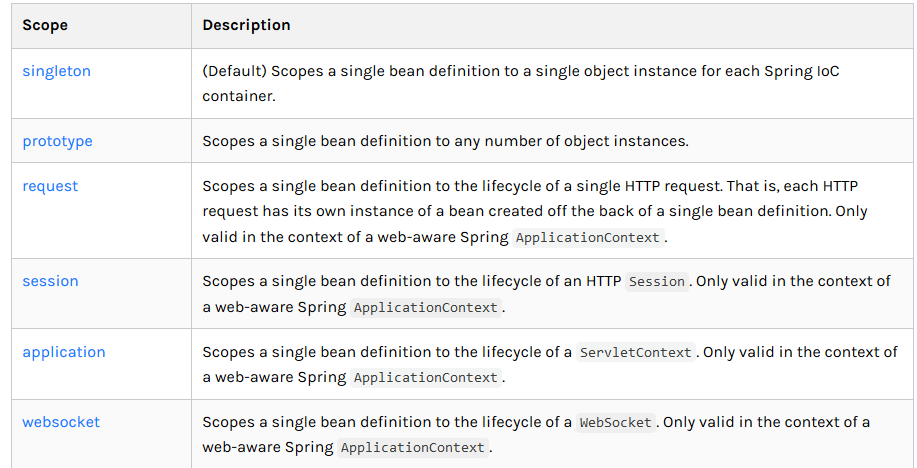 Scope Description
singleton (Default) Scopes a single bean definition to a single object instance for each Spring IoC
container.
prototype Scopes a single bean definition to any number of object instances.
request Scopes a single bean definition to the lifecycle of a single HTTP request. That is, each HTTP
request has its own instance of a bean created off the back of a single bean definition. Only
valid in the context of a web-aware Spring ApplicationContext.
session Scopes a single bean definition to the lifecycle of an HTTP Session. Only valid in the context of
a web-aware Spring ApplicationContext.
application Scopes a single bean definition to the lifecycle of a ServletContext. Only valid in the context of
a web-aware Spring ApplicationContext.
websocket Scopes a single bean definition to the lifecycle of a WebSocket. Only valid in the context of a
web-aware Spring ApplicationContext.